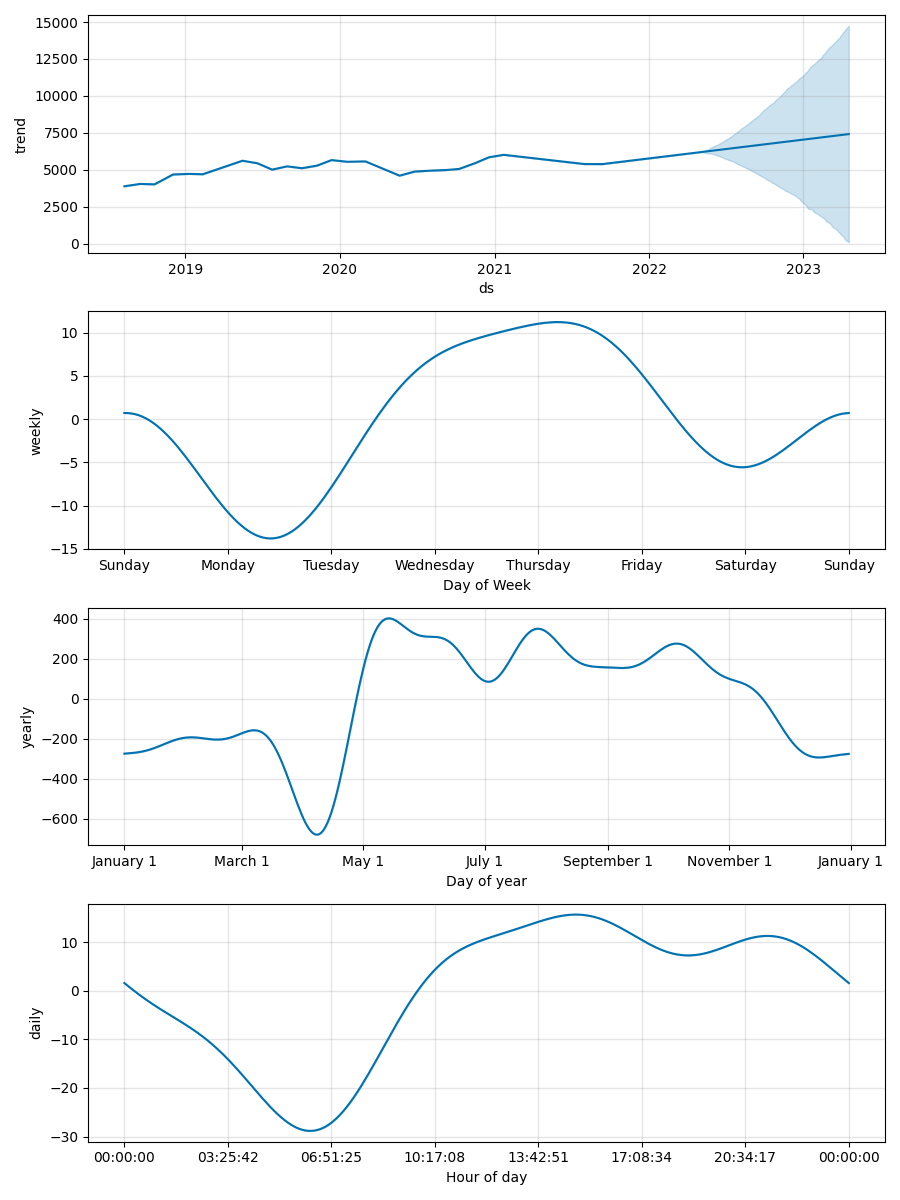 15000
12500
10000
7500
5000
2500
0
trend
2019 2020 2021 2022 2023
ds
10
5
0
−5
−10
−15
weekly
Sunday Monday Tuesday Wednesday Thursday Friday Saturday Sunday
Day of Week
400
200
0
−200
−400
−600
yearly
January 1 March 1 May 1 July 1 September 1 November 1 January 1
Day of year
10
0
−10
−20
−30
daily
00:00:00 03:25:42 06:51:25 10:17:08 13:42:51 17:08:34 20:34:17 00:00:00
Hour of day